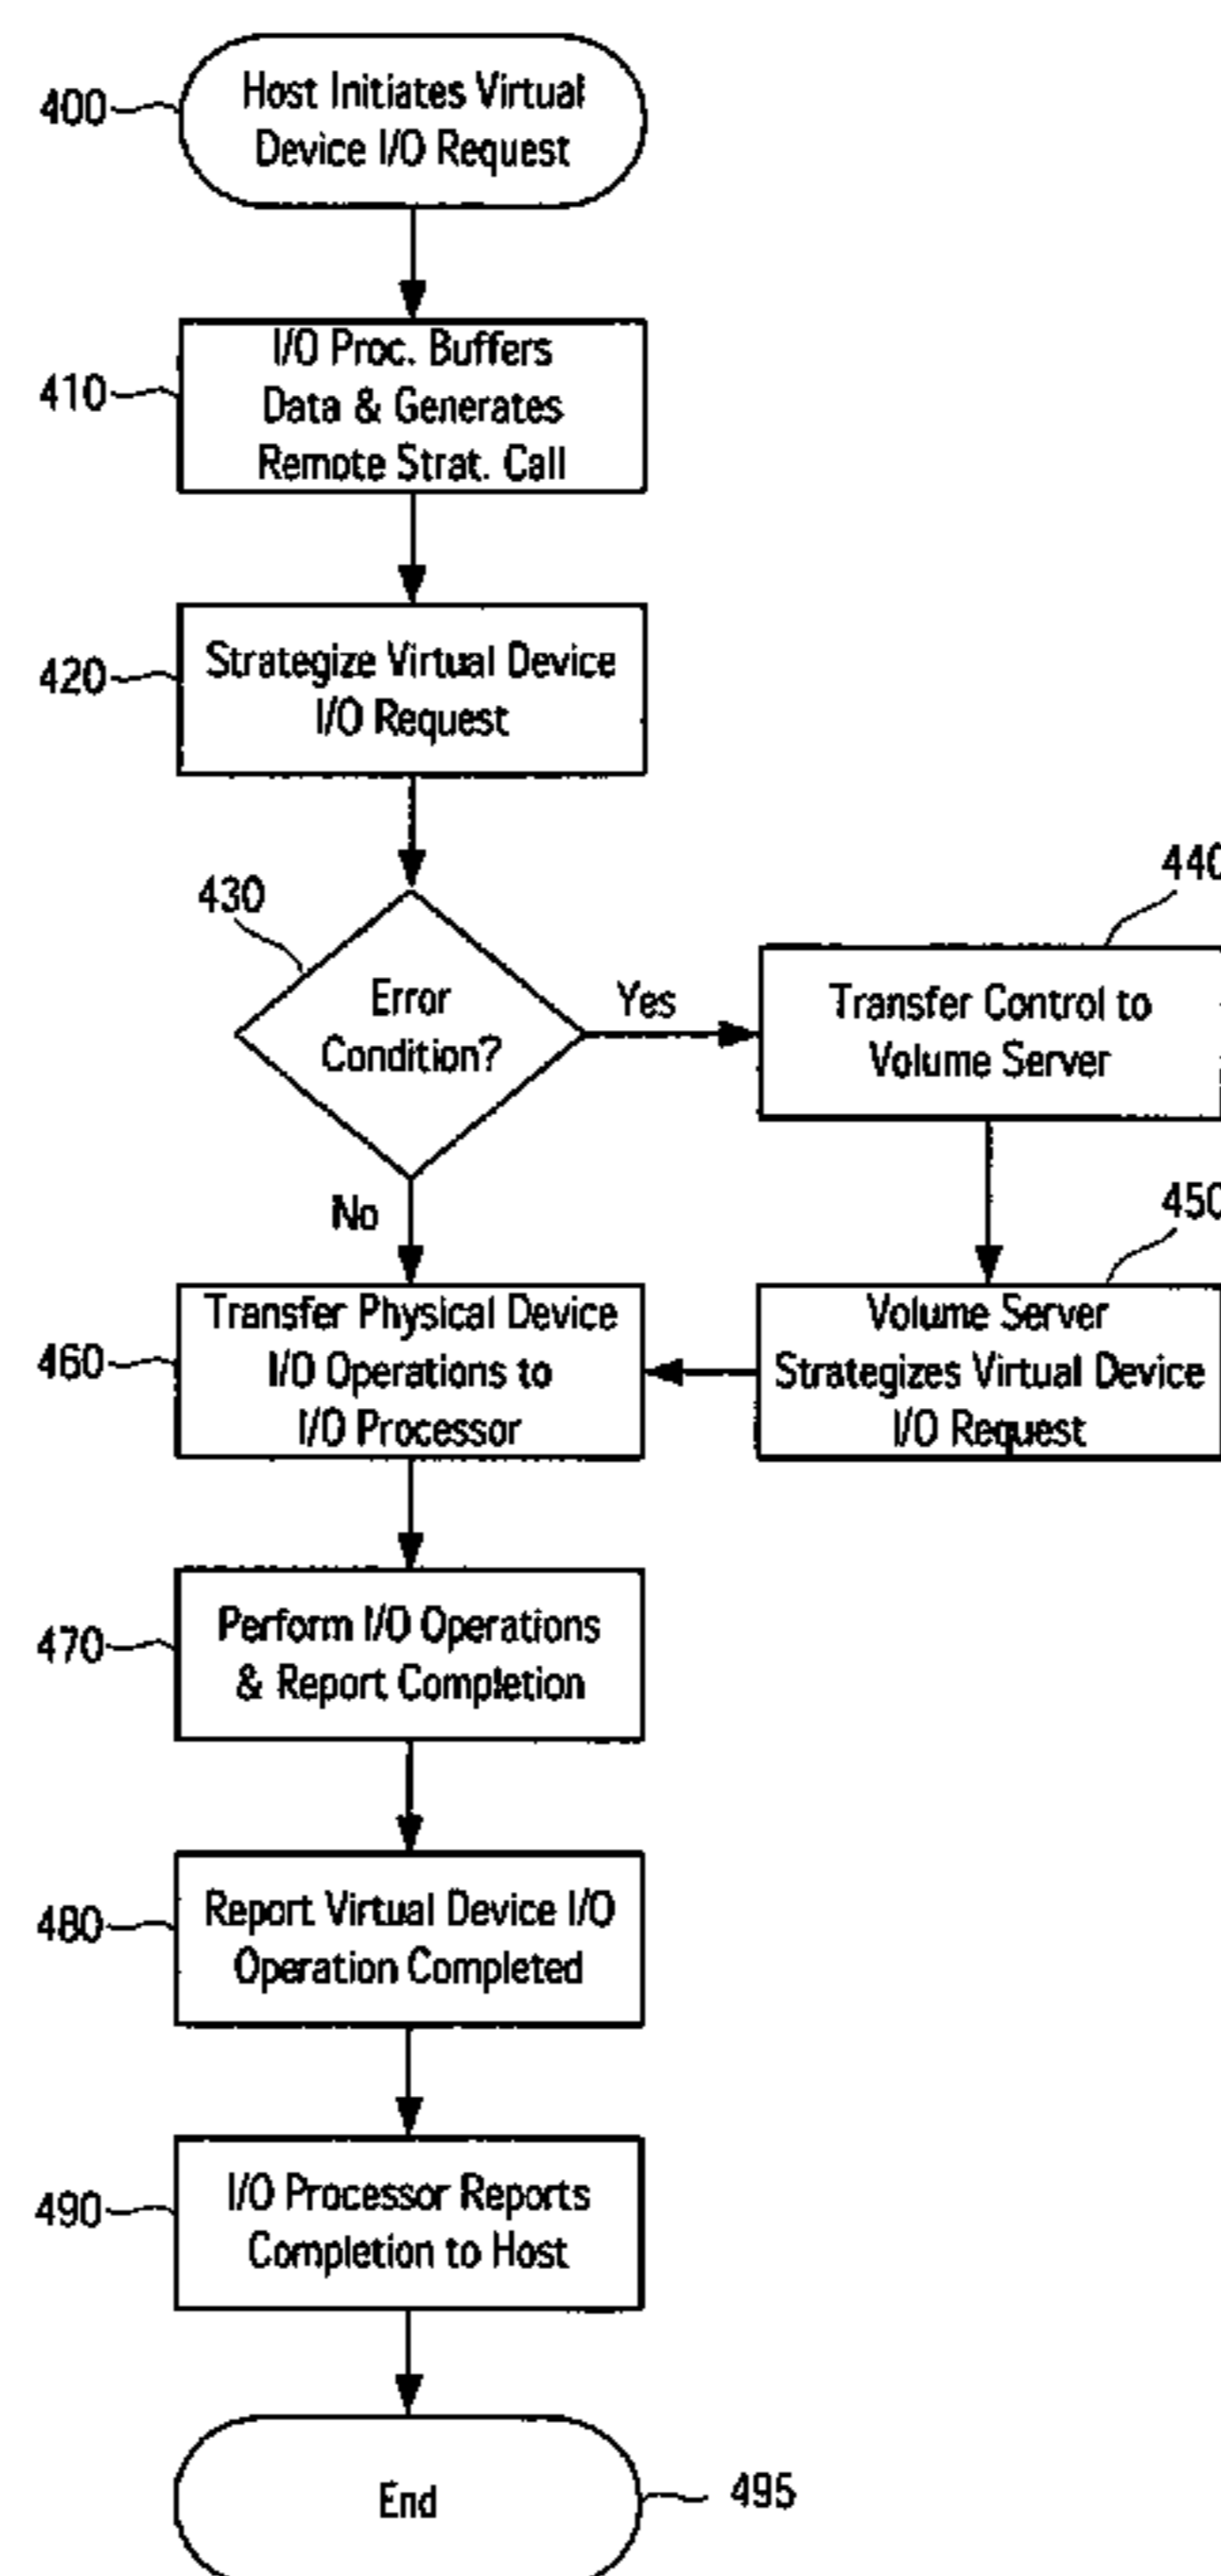 400
Host Initiates Virtual
Device I/O Request
410
I/O Proc. Buffers
Data & Generates
Remote Strat. Call
420
Strategize Virtual Device
I/O Request
430
Error
Condition?
Yes
No
440
Transfer Control to
Volume Server
450
Volume Server
Strategizes Virtual Device
I/O Request
460
Transfer Physical Device
I/O Operations to
I/O Processor
470
Perform I/O Operations
& Report Completion
480
Report Virtual Device I/O
Operation Completed
490
I/O Processor Reports
Completion to Host
End
495